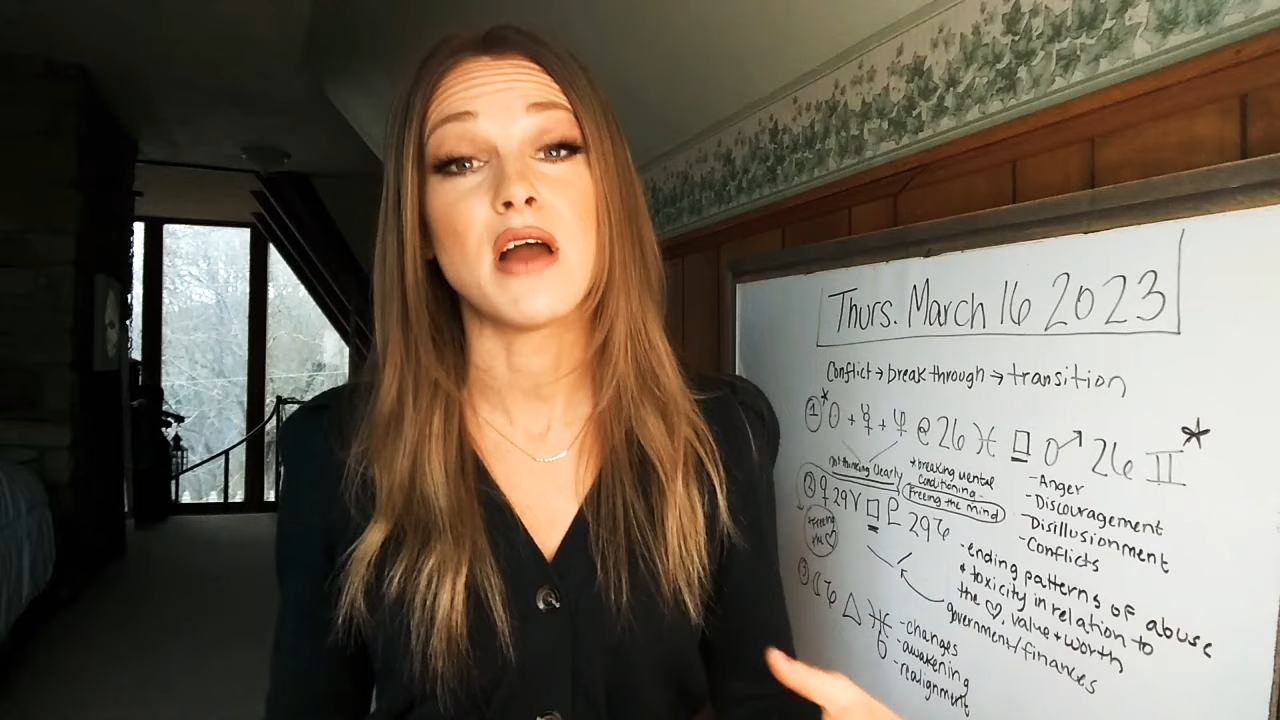 Thurs. March 16 2023
Conflict → break through → transition
① *☉ + ☿ + ♆ @ 26 ♓ □ ♂ 26 ♊ *
not thinking clearly
*breaking mental
conditioning -
Freeing the mind
- Anger
- Discouragement
- Disillusionment
- Conflicts
② ♀ 29 ♈ □ ♇ 29 ♑
*freeing
the ♡
- ending patterns of abuse
& toxicity in relation to
the ♡, value + worth
government/finances
③ ☾ ♑ △ ♅
- changes
- awakening
- realignment